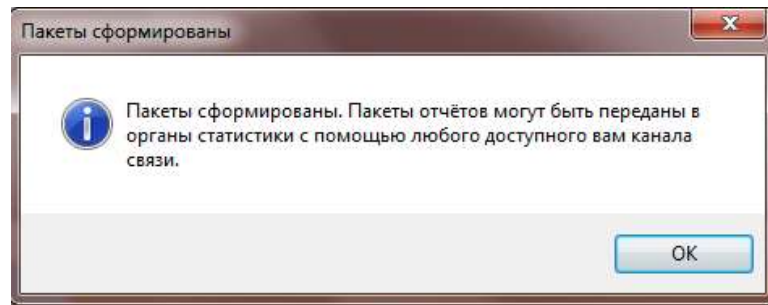 Пакеты сформированы
Пакеты сформированы. Пакеты отчётов могут быть переданы в
органы статистики с помощью любого доступного вам канала
связи.
OK